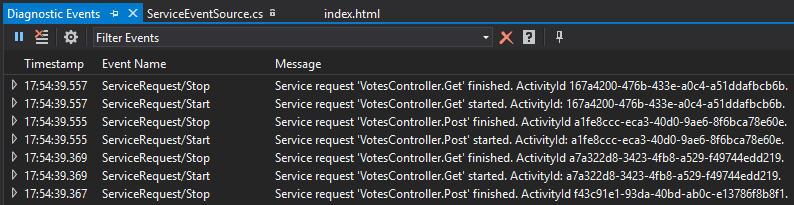 Diagnostic Events ServiceEventSource.cs index.html
Filter Events
Timestamp Event Name Message
17:54:39.557 ServiceRequest/Stop Service request 'VotesController.Get' finished. ActivityId 167a4200-476b-433e-a0c4-a51ddafbcb6b.
17:54:39.557 ServiceRequest/Start Service request 'VotesController.Get' started. ActivityId: 167a4200-476b-433e-a0c4-a51ddafbcb6b.
17:54:39.555 ServiceRequest/Stop Service request 'VotesController.Post' finished. ActivityId a1fe8ccc-eca3-40d0-9ae6-8f6bca78e60e.
17:54:39.555 ServiceRequest/Start Service request 'VotesController.Post' started. ActivityId: a1fe8ccc-eca3-40d0-9ae6-8f6bca78e60e.
17:54:39.369 ServiceRequest/Stop Service request 'VotesController.Get' finished. ActivityId a7a322d8-3423-4fb8-a529-f49744edd219.
17:54:39.369 ServiceRequest/Start Service request 'VotesController.Get' started. ActivityId: a7a322d8-3423-4fb8-a529-f49744edd219.
17:54:39.367 ServiceRequest/Stop Service request 'VotesController.Post' finished. ActivityId f43c91e1-93da-40bd-ab0c-e13786f8b8f1.